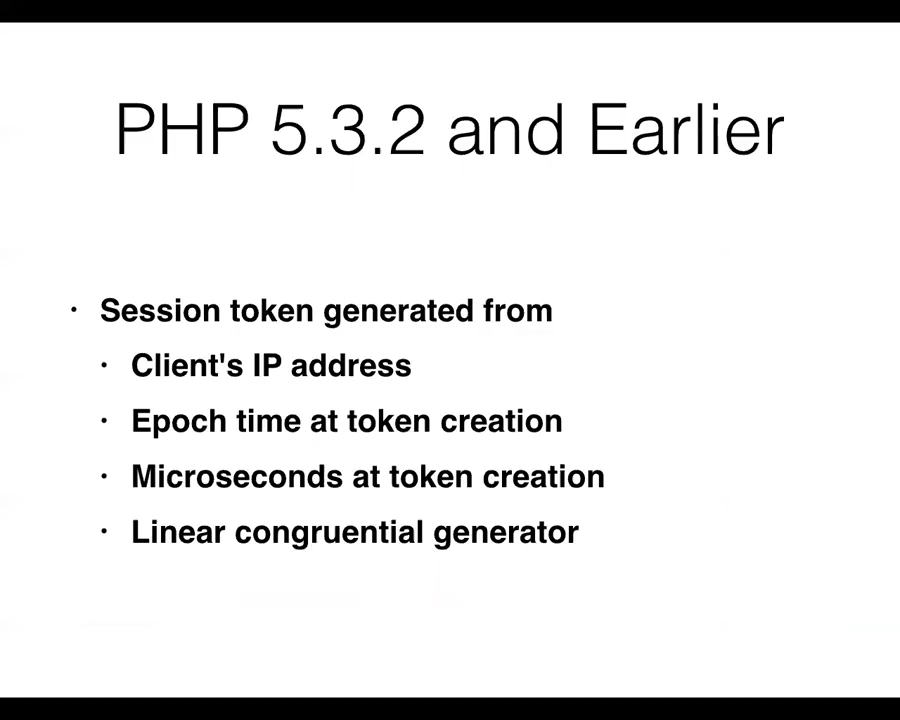 PHP 5.3.2 and Earlier
• Session token generated from
• Client's IP address
• Epoch time at token creation
• Microseconds at token creation
• Linear congruential generator